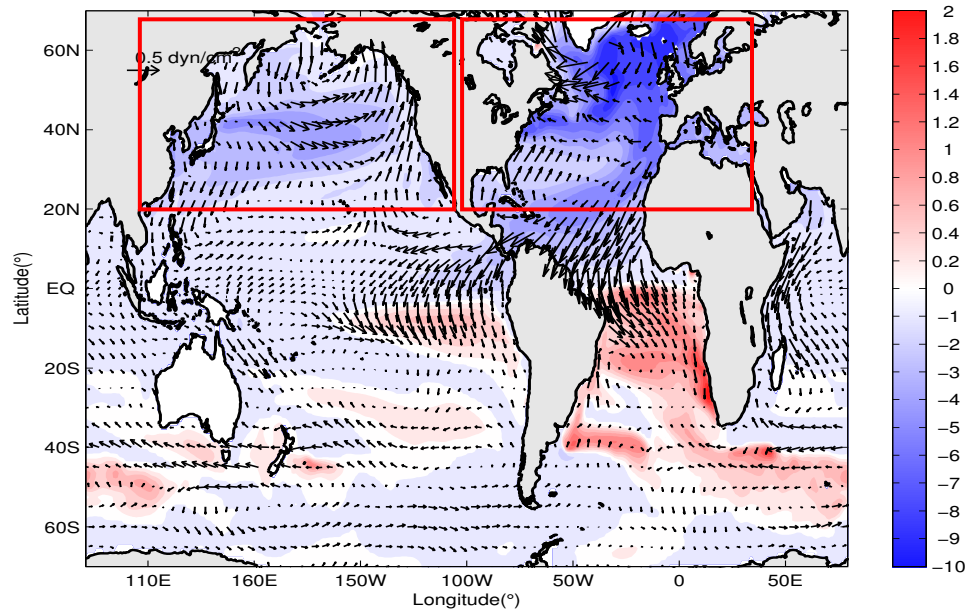 60N
40N
20N
EQ
20S
40S
60S
Latitude(°)
0.5 dyn/cm²
110E 160E 150W 100W 50W 0 50E
Longitude(°)
2
1.8
1.6
1.4
1.2
1
0.8
0.6
0.4
0.2
0
−1
−2
−3
−4
−5
−6
−7
−8
−9
−10